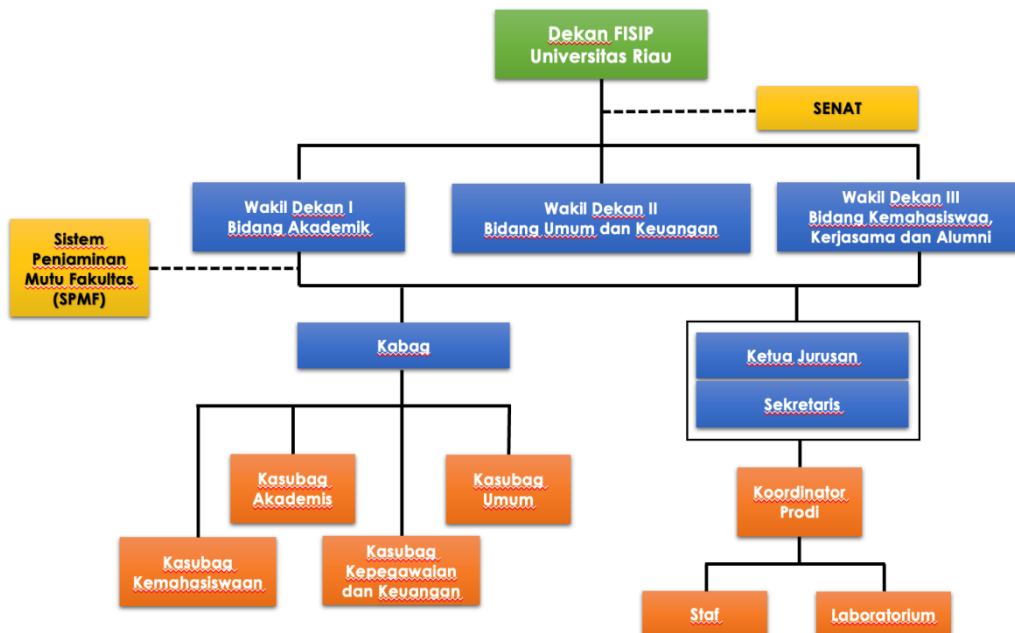 Dekan FISIP
Universitas Riau
SENAT
Wakil Dekan I
Bidang Akademik
Wakil Dekan II
Bidang Umum dan Keuangan
Wakil Dekan III
Bidang Kemahasiswaa,
Kerjasama dan Alumni
Sistem
Penjaminan
Mutu Fakultas
(SPMF)
Kabag
Ketua Jurusan
Sekretaris
Kasubag
Akademis
Kasubag
Umum
Koordinator
Prodi
Kasubag
Kemahasiswaan
Kasubag
Kepegawaian
dan Keuangan
Staf
Laboratorium